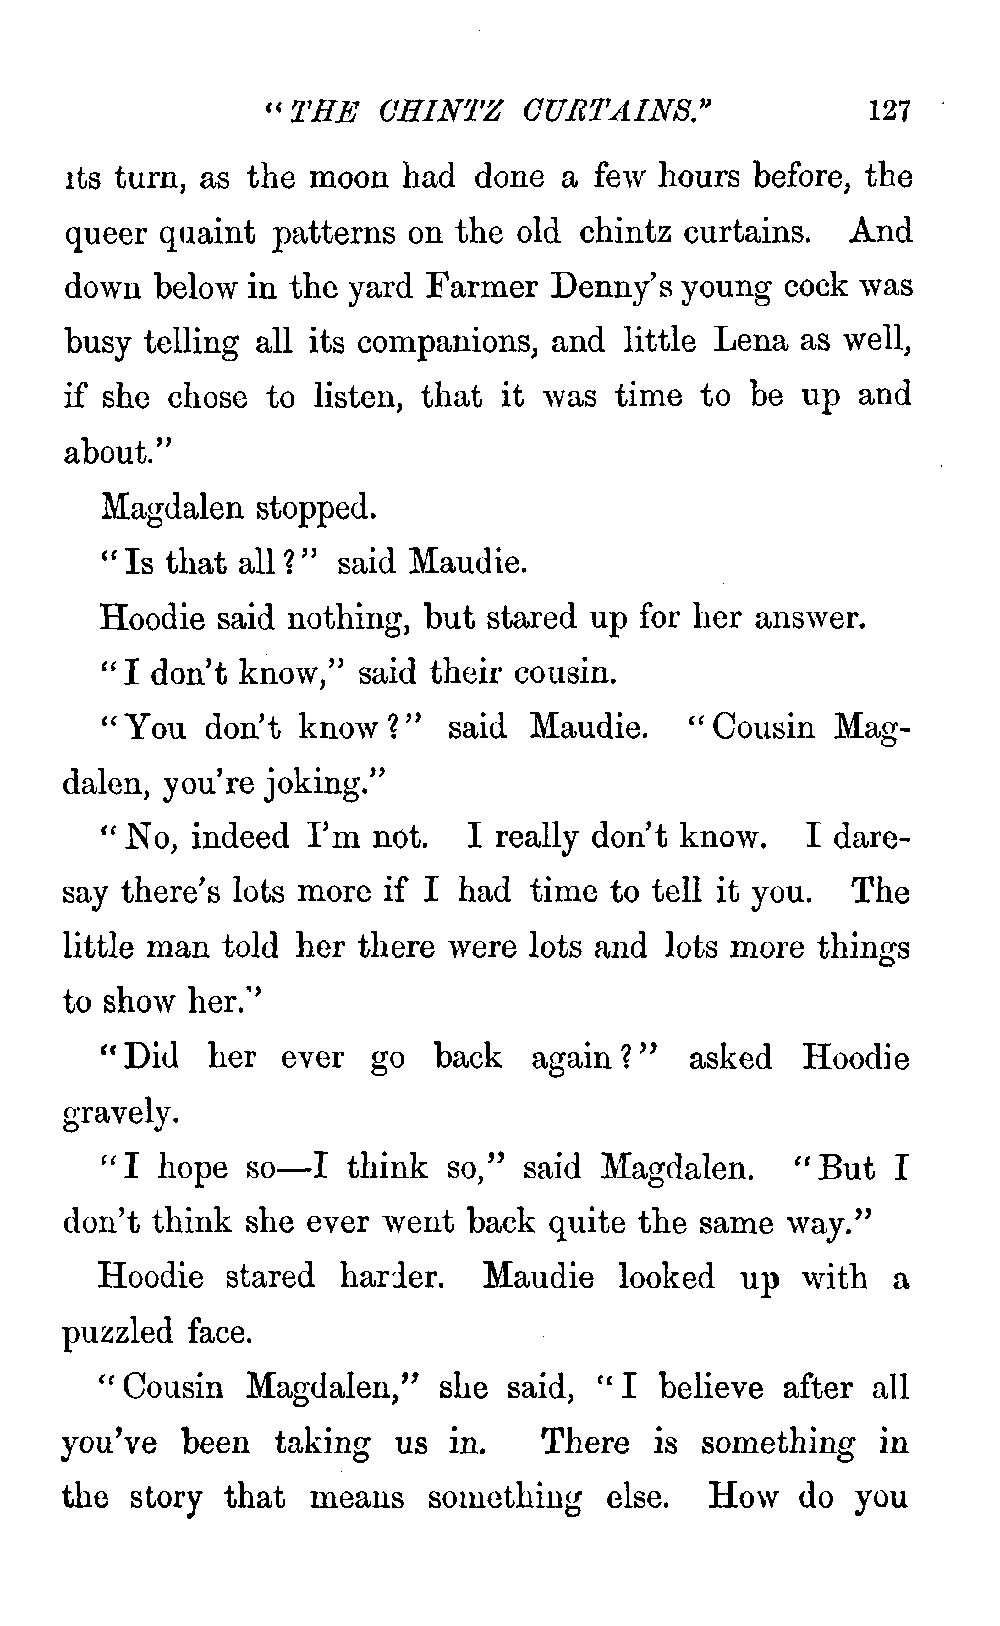 “THE CHINTZ CURTAINS.” 127
its turn, as the moon had done a few hours before, the
queer quaint patterns on the old chintz curtains. And
down below in the yard Farmer Denny’s young cock was
busy telling all its companions, and little Lena as well,
if she chose to listen, that it was time to be up and
about.”
Magdalen stopped.
“Is that all?” said Maudie.
Hoodie said nothing, but stared up for her answer.
“I don’t know,” said their cousin.
“You don’t know?” said Maudie. “Cousin Mag-
dalen, you’re joking.”
“No, indeed I’m not. I really don’t know. I dare-
say there’s lots more if I had time to tell it you. The
little man told her there were lots and lots more things
to show her.”
“Did her ever go back again?” asked Hoodie
gravely.
“I hope so—I think so,” said Magdalen. “But I
don’t think she ever went back quite the same way.”
Hoodie stared harder. Maudie looked up with a
puzzled face.
“Cousin Magdalen,” she said, “I believe after all
you’ve been taking us in. There is something in
the story that means something else. How do you